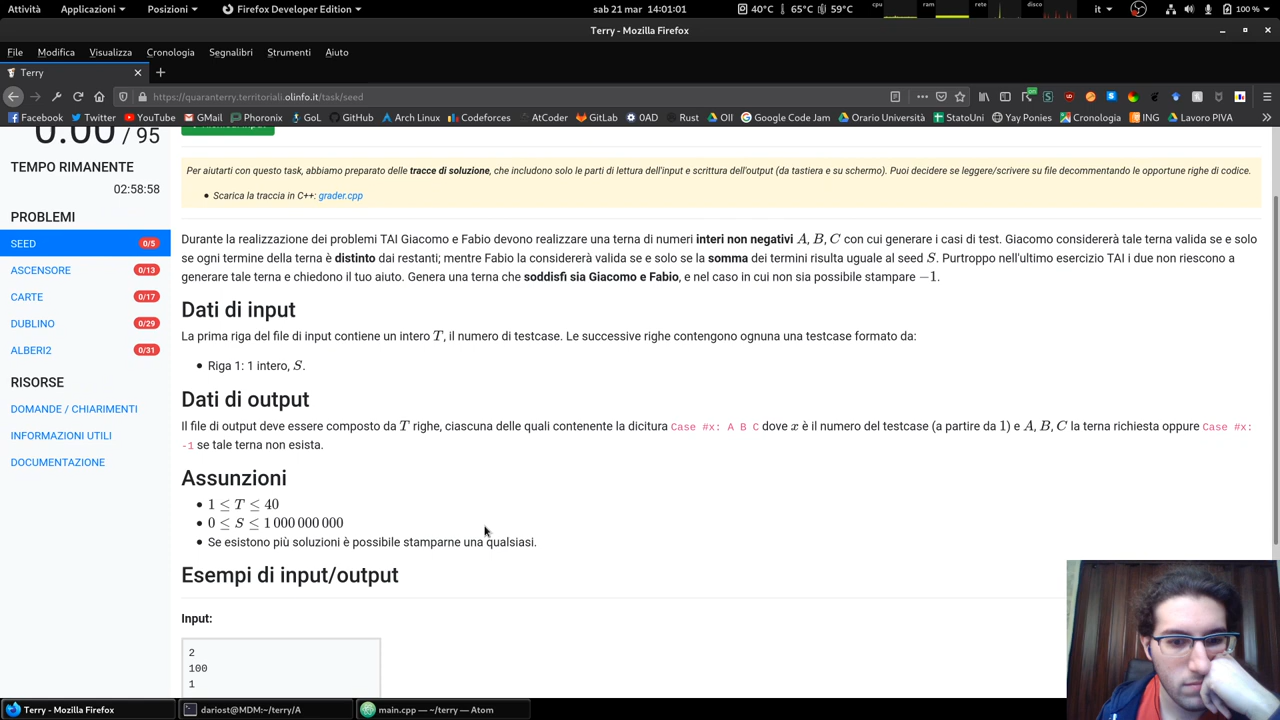 Attività Applicazioni Posizioni Firefox Developer Edition sab 21 mar 14:01:01 40°C 65°C 59°C cpu ram rete disco it 100 %
Terry - Mozilla Firefox
File Modifica Visualizza Cronologia Segnalibri Strumenti Aiuto
Terry
https://quaranterry.territoriali.olinfo.it/task/seed
Facebook Twitter YouTube GMail Phoronix GoL GitHub Arch Linux Codeforces AtCoder GitLab OAD Rust OII Google Code Jam Orario Università StatoUni Yay Ponies Cronologia ING Lavoro PIVA
0.00 / 95
TEMPO RIMANENTE
02:58:58
PROBLEMI
SEED 0/5
ASCENSORE 0/13
CARTE 0/17
DUBLINO 0/29
ALBERI2 0/31
RISORSE
DOMANDE / CHIARIMENTI
INFORMAZIONI UTILI
DOCUMENTAZIONE
Per aiutarti con questo task, abbiamo preparato delle tracce di soluzione, che includono solo le parti di lettura dell'input e scrittura dell'output (da tastiera e su schermo). Puoi decidere se leggere/scrivere su file decommentando le opportune righe di codice.
Scarica la traccia in C++: grader.cpp
Durante la realizzazione dei problemi TAI Giacomo e Fabio devono realizzare una terna di numeri interi non negativi A, B, C con cui generare i casi di test. Giacomo considererà tale terna valida se e solo
se ogni termine della terna è distinto dai restanti; mentre Fabio la considererà valida se e solo se la somma dei termini risulta uguale al seed S. Purtroppo nell'ultimo esercizio TAI i due non riescono a
generare tale terna e chiedono il tuo aiuto. Genera una terna che soddisfi sia Giacomo e Fabio, e nel caso in cui non sia possibile stampare −1.
Dati di input
La prima riga del file di input contiene un intero T, il numero di testcase. Le successive righe contengono ognuna una testcase formato da:
Riga 1: 1 intero, S.
Dati di output
Il file di output deve essere composto da T righe, ciascuna delle quali contenente la dicitura Case #x: A B C dove x è il numero del testcase (a partire da 1) e A, B, C la terna richiesta oppure Case #x:
-1 se tale terna non esista.
Assunzioni
1 ≤ T ≤ 40
0 ≤ S ≤ 1 000 000 000
Se esistono più soluzioni è possibile stamparne una qualsiasi.
Esempi di input/output
Input:
2
100
1
Terry - Mozilla Firefox dariost@MDM:~/terry/A main.cpp — ~/terry — Atom